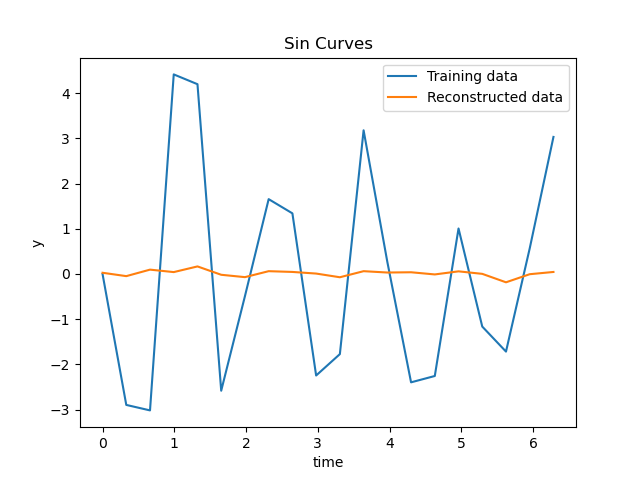 Sin Curves
Training data
Reconstructed data
y
4
3
2
1
0
−1
−2
−3
0 1 2 3 4 5 6
time